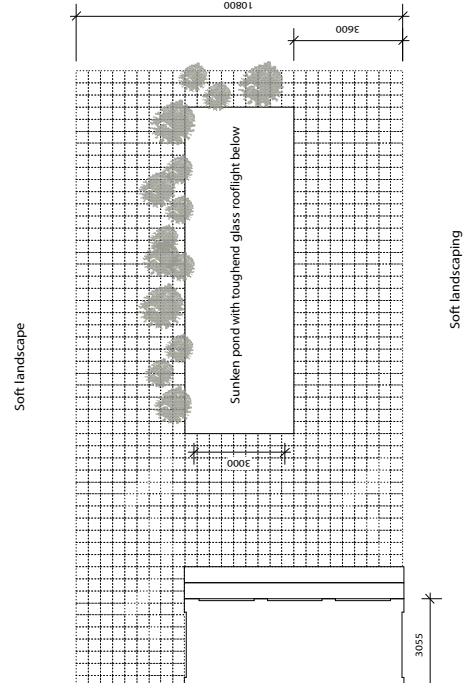 10800
3600
Sunken pond with toughend glass rooflight below
Soft landscaping
Soft landscape
3000
3055